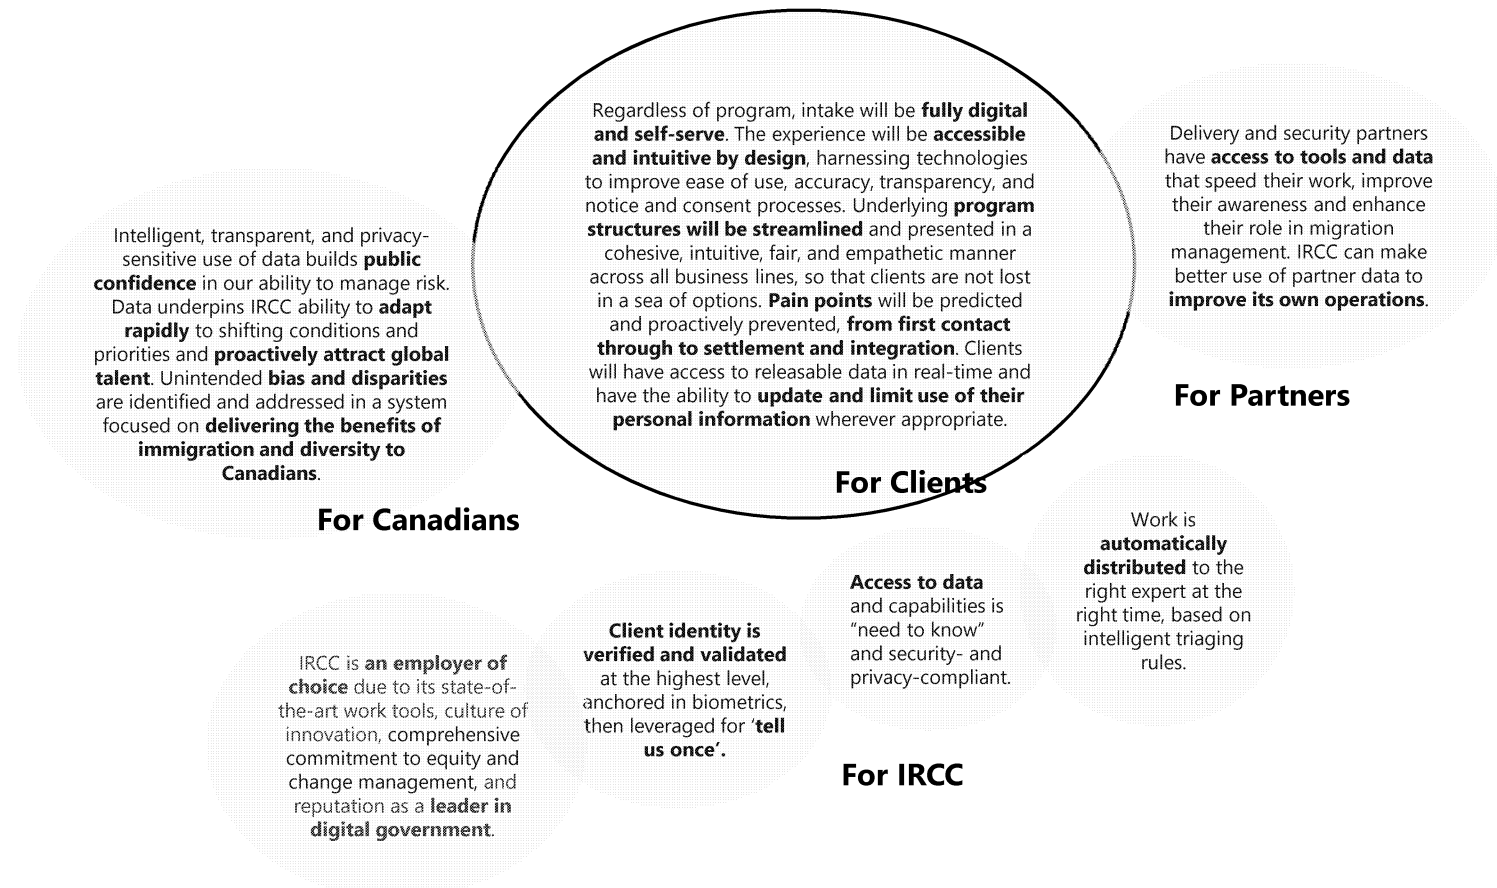 Regardless of program, intake will be fully digital
and self-serve. The experience will be accessible
and intuitive by design, harnessing technologies
to improve ease of use, accuracy, transparency, and
notice and consent processes. Underlying program
structures will be streamlined and presented in a
cohesive, intuitive, fair, and empathetic manner
across all business lines, so that clients are not lost
in a sea of options. Pain points will be predicted
and proactively prevented, from first contact
through to settlement and integration. Clients
will have access to releasable data in real-time and
have the ability to update and limit use of their
personal information wherever appropriate.
For Clients
Delivery and security partners
have access to tools and data
that speed their work, improve
their awareness and enhance
their role in migration
management. IRCC can make
better use of partner data to
improve its own operations.
For Partners
Intelligent, transparent, and privacy-
sensitive use of data builds public
confidence in our ability to manage risk.
Data underpins IRCC ability to adapt
rapidly to shifting conditions and
priorities and proactively attract global
talent. Unintended bias and disparities
are identified and addressed in a system
focused on delivering the benefits of
immigration and diversity to
Canadians.
For Canadians
IRCC is an employer of
choice due to its state-of-
the-art work tools, culture of
innovation, comprehensive
commitment to equity and
change management, and
reputation as a leader in
digital government.
Client identity is
verified and validated
at the highest level,
anchored in biometrics,
then leveraged for ‘tell
us once’.
Access to data
and capabilities is
“need to know”
and security- and
privacy-compliant.
Work is
automatically
distributed to the
right expert at the
right time, based on
intelligent triaging
rules.
For IRCC